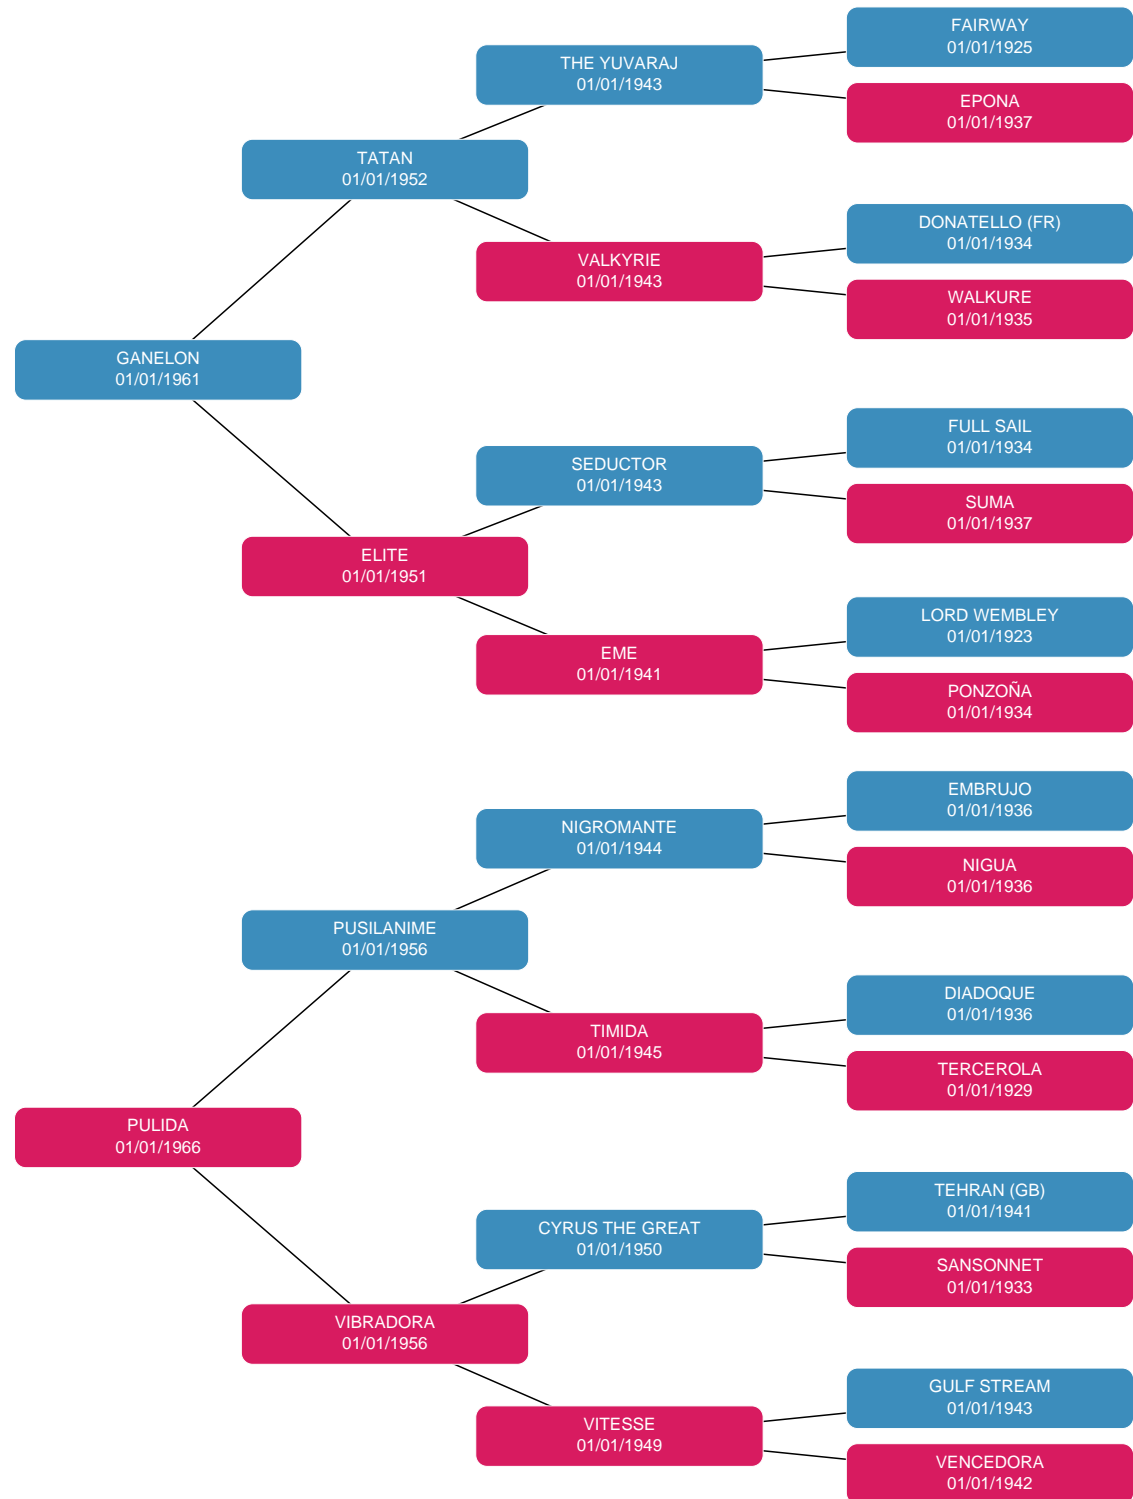 FAIRWAY
01/01/1925
THE YUVARAJ
01/01/1943
EPONA
01/01/1937
TATAN
01/01/1952
DONATELLO (FR)
01/01/1934
VALKYRIE
01/01/1943
WALKURE
01/01/1935
GANELON
01/01/1961
FULL SAIL
01/01/1934
SEDUCTOR
01/01/1943
SUMA
01/01/1937
ELITE
01/01/1951
LORD WEMBLEY
01/01/1923
EME
01/01/1941
PONZOÑA
01/01/1934
EMBRUJO
01/01/1936
NIGROMANTE
01/01/1944
NIGUA
01/01/1936
PUSILANIME
01/01/1956
DIADOQUE
01/01/1936
TIMIDA
01/01/1945
TERCEROLA
01/01/1929
PULIDA
01/01/1966
TEHRAN (GB)
01/01/1941
CYRUS THE GREAT
01/01/1950
SANSONNET
01/01/1933
VIBRADORA
01/01/1956
GULF STREAM
01/01/1943
VITESSE
01/01/1949
VENCEDORA
01/01/1942